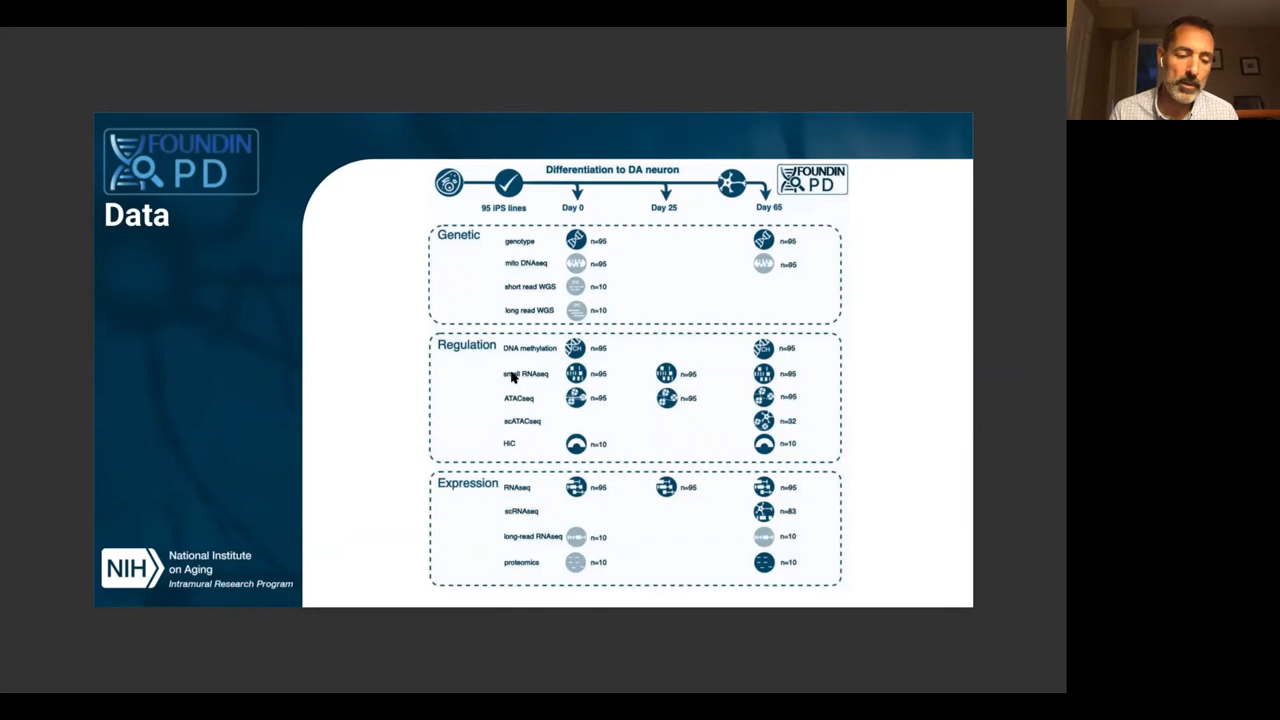 FOUNDIN
PD
Data
Differentiation to DA neuron
FOUNDIN
PD
95 iPS lines Day 0 Day 25 Day 65
Genetic
genotype n=95 n=95
mito DNAseq n=95 n=95
short read WGS n=10
long read WGS n=10
Regulation
DNA methylation CH n=95 CH n=95
small RNAseq n=95 n=95 n=95
ATACseq n=95 n=95 n=95
scATACseq n=32
HiC n=10 n=10
Expression
RNAseq n=95 n=95 n=95
scRNAseq n=83
long-read RNAseq n=10 n=10
proteomics n=10 n=10
NIH
National Institute
on Aging
Intramural Research Program